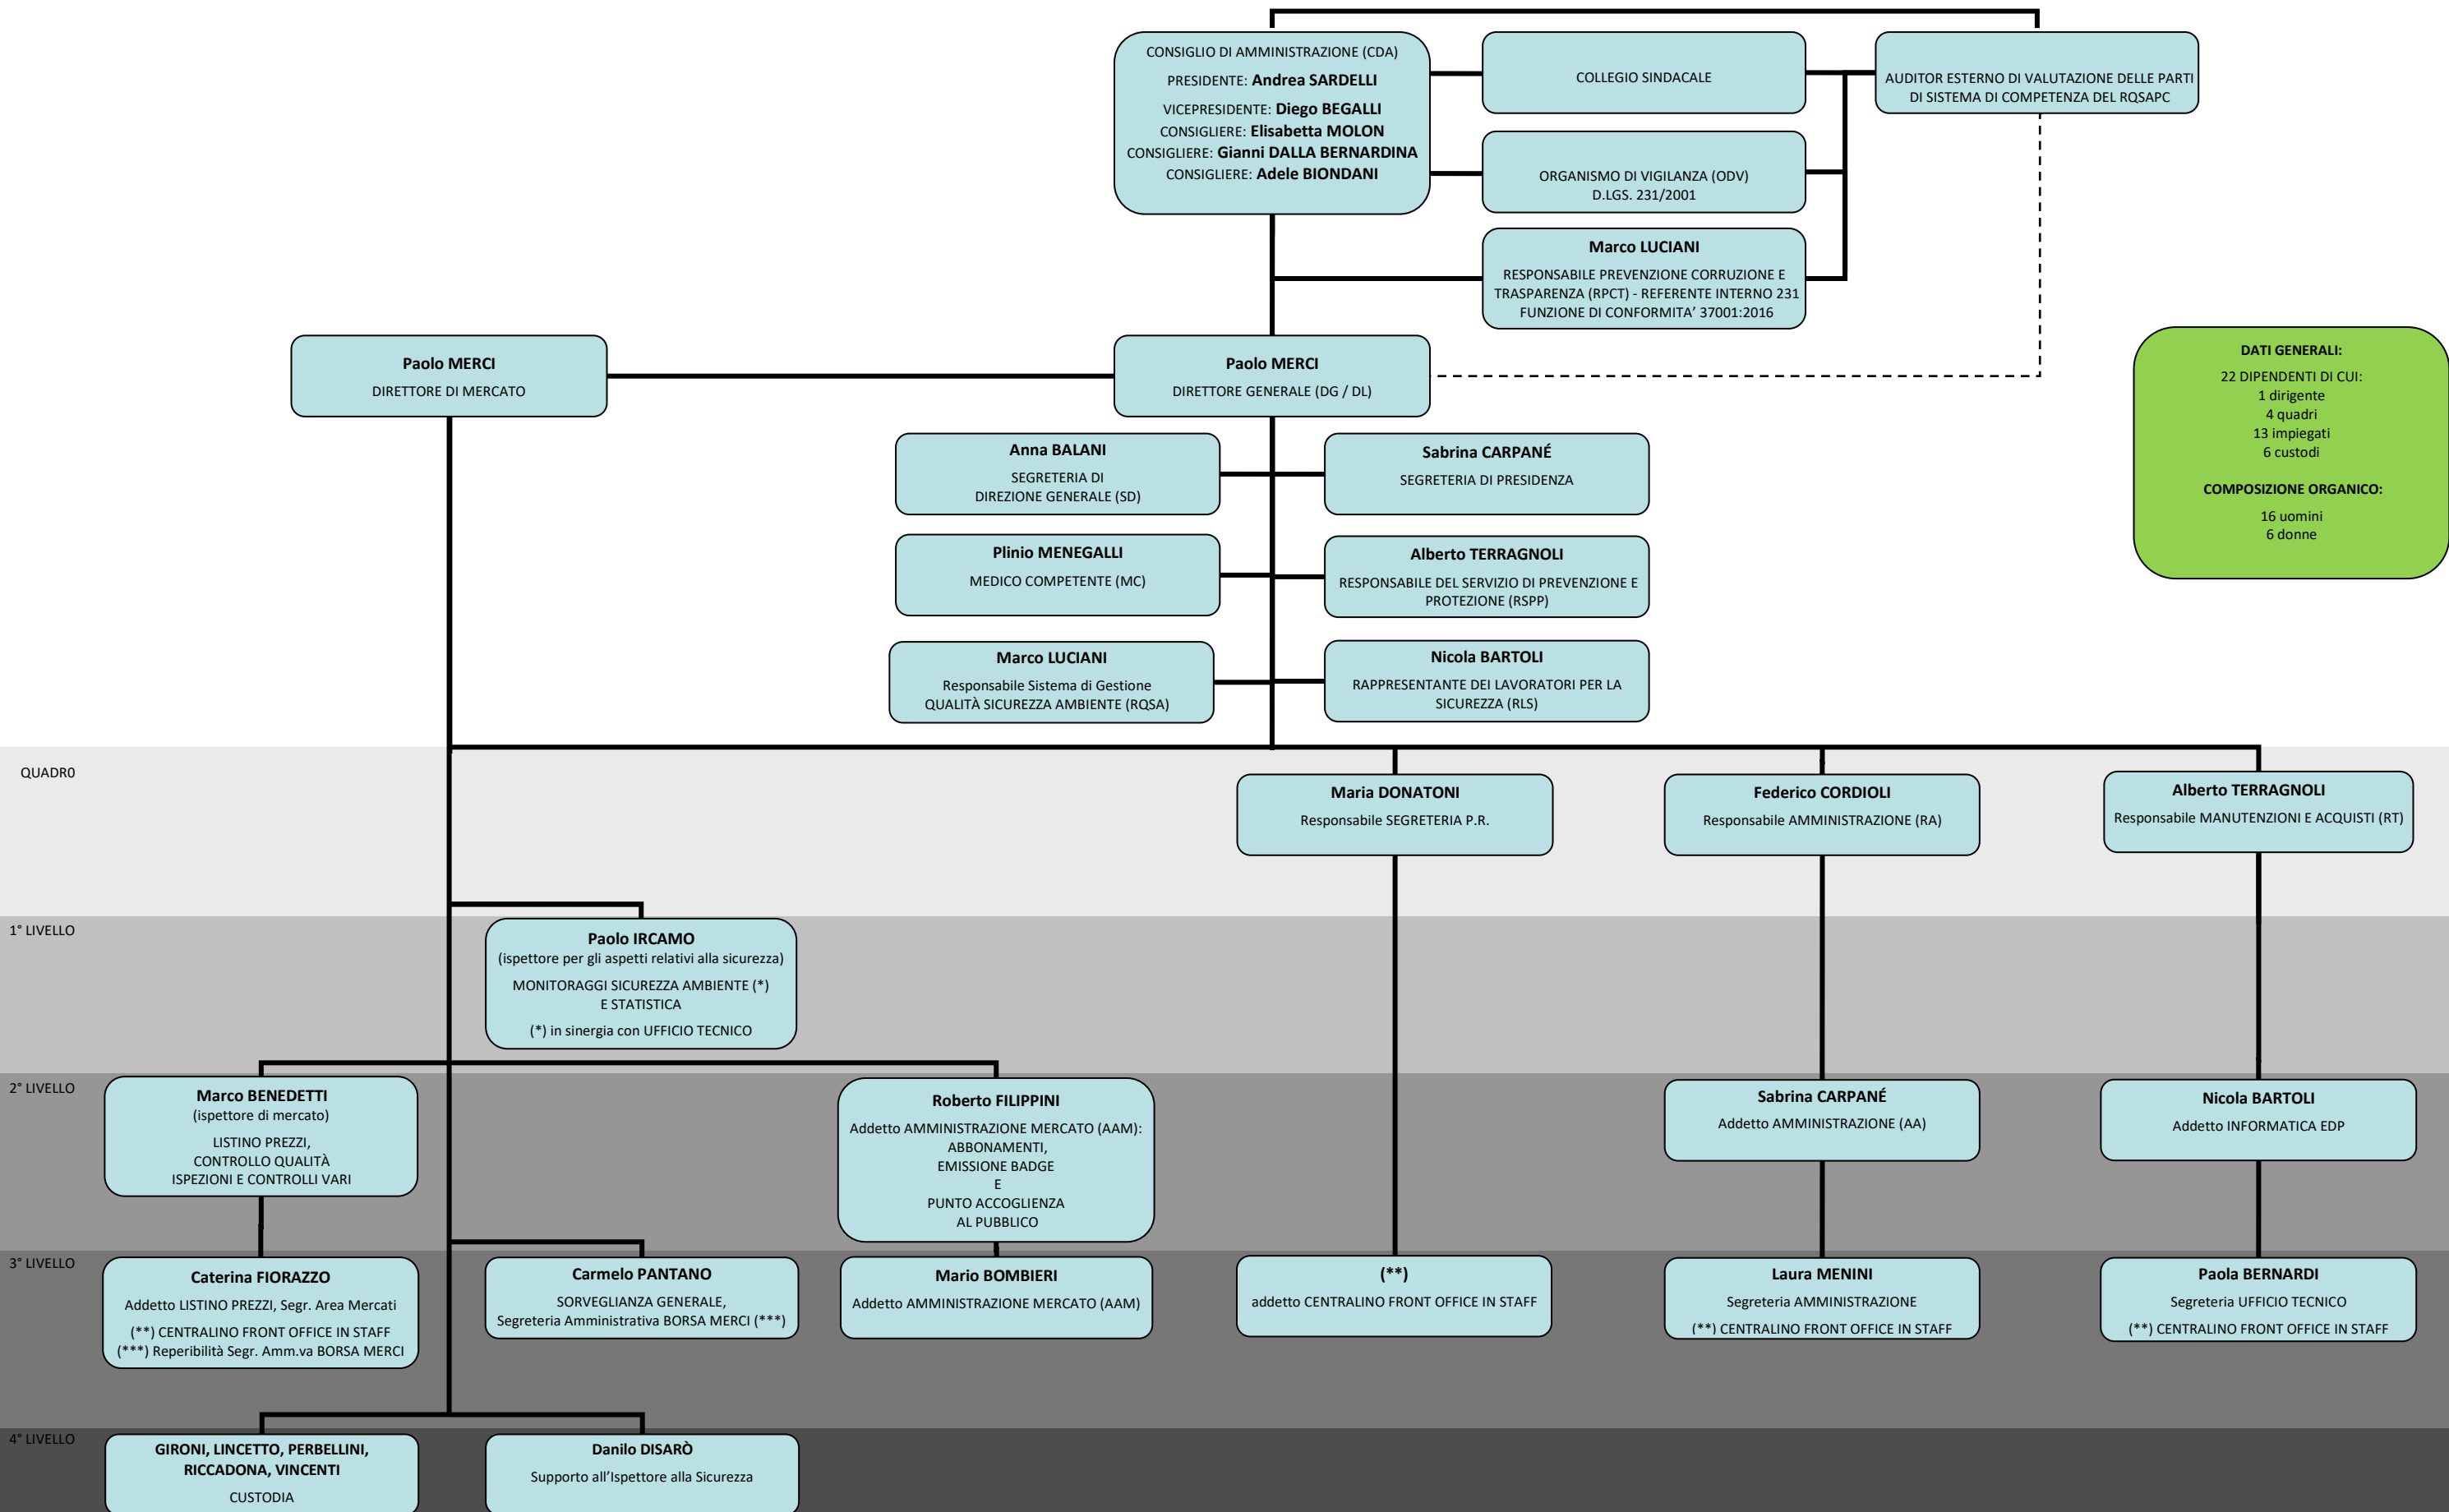 CONSIGLIO DI AMMINISTRAZIONE (CDA)
PRESIDENTE: Andrea SARDELLI
VICEPRESIDENTE: Diego BEGALLI
CONSIGLIERE: Elisabetta MOLON
CONSIGLIERE: Gianni DALLA BERNARDINA
CONSIGLIERE: Adele BIONDANI
COLLEGIO SINDACALE
AUDITOR ESTERNO DI VALUTAZIONE DELLE PARTI
DI SISTEMA DI COMPETENZA DEL RQSAPC
ORGANISMO DI VIGILANZA (ODV)
D.LGS. 231/2001
Marco LUCIANI
RESPONSABILE PREVENZIONE CORRUZIONE E
TRASPARENZA (RPCT) - REFERENTE INTERNO 231
FUNZIONE DI CONFORMITA' 37001:2016
Paolo MERCI
DIRETTORE DI MERCATO
Paolo MERCI
DIRETTORE GENERALE (DG / DL)
DATI GENERALI:
22 DIPENDENTI DI CUI:
1 dirigente
4 quadri
13 impiegati
6 custodi
COMPOSIZIONE ORGANICO:
16 uomini
6 donne
Anna BALANI
SEGRETERIA DI
DIREZIONE GENERALE (SD)
Sabrina CARPANÉ
SEGRETERIA DI PRESIDENZA
Plinio MENEGALLI
MEDICO COMPETENTE (MC)
Alberto TERRAGNOLI
RESPONSABILE DEL SERVIZIO DI PREVENZIONE E
PROTEZIONE (RSPP)
Marco LUCIANI
Responsabile Sistema di Gestione
QUALITÀ SICUREZZA AMBIENTE (RQSA)
Nicola BARTOLI
RAPPRESENTANTE DEI LAVORATORI PER LA
SICUREZZA (RLS)
QUADR0
Maria DONATONI
Responsabile SEGRETERIA P.R.
Federico CORDIOLI
Responsabile AMMINISTRAZIONE (RA)
Alberto TERRAGNOLI
Responsabile MANUTENZIONI E ACQUISTI (RT)
1° LIVELLO
Paolo IRCAMO
(ispettore per gli aspetti relativi alla sicurezza)
MONITORAGGI SICUREZZA AMBIENTE (*)
E STATISTICA
(*) in sinergia con UFFICIO TECNICO
2° LIVELLO
Marco BENEDETTI
(ispettore di mercato)
LISTINO PREZZI,
CONTROLLO QUALITÀ
ISPEZIONI E CONTROLLI VARI
Roberto FILIPPINI
Addetto AMMINISTRAZIONE MERCATO (AAM):
ABBONAMENTI,
EMISSIONE BADGE
E
PUNTO ACCOGLIENZA
AL PUBBLICO
Sabrina CARPANÉ
Addetto AMMINISTRAZIONE (AA)
Nicola BARTOLI
Addetto INFORMATICA EDP
3° LIVELLO
Caterina FIORAZZO
Addetto LISTINO PREZZI, Segr. Area Mercati
(**) CENTRALINO FRONT OFFICE IN STAFF
(***) Reperibilità Segr. Amm.va BORSA MERCI
Carmelo PANTANO
SORVEGLIANZA GENERALE,
Segreteria Amministrativa BORSA MERCI (***)
Mario BOMBIERI
Addetto AMMINISTRAZIONE MERCATO (AAM)
(**)
addetto CENTRALINO FRONT OFFICE IN STAFF
Laura MENINI
Segreteria AMMINISTRAZIONE
(**) CENTRALINO FRONT OFFICE IN STAFF
Paola BERNARDI
Segreteria UFFICIO TECNICO
(**) CENTRALINO FRONT OFFICE IN STAFF
4° LIVELLO
GIRONI, LINCETTO, PERBELLINI,
RICCADONA, VINCENTI
CUSTODIA
Danilo DISARÒ
Supporto all'Ispettore alla Sicurezza